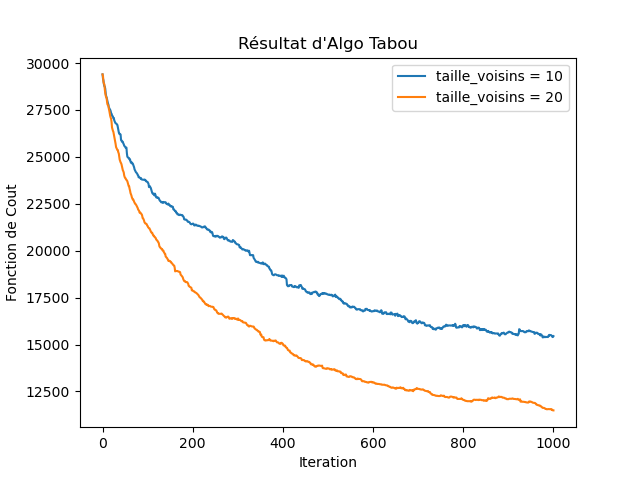 Résultat d'Algo Tabou
taille_voisins = 10
taille_voisins = 20
Fonction de Cout
30000
27500
25000
22500
20000
17500
15000
12500
0 200 400 600 800 1000
Iteration